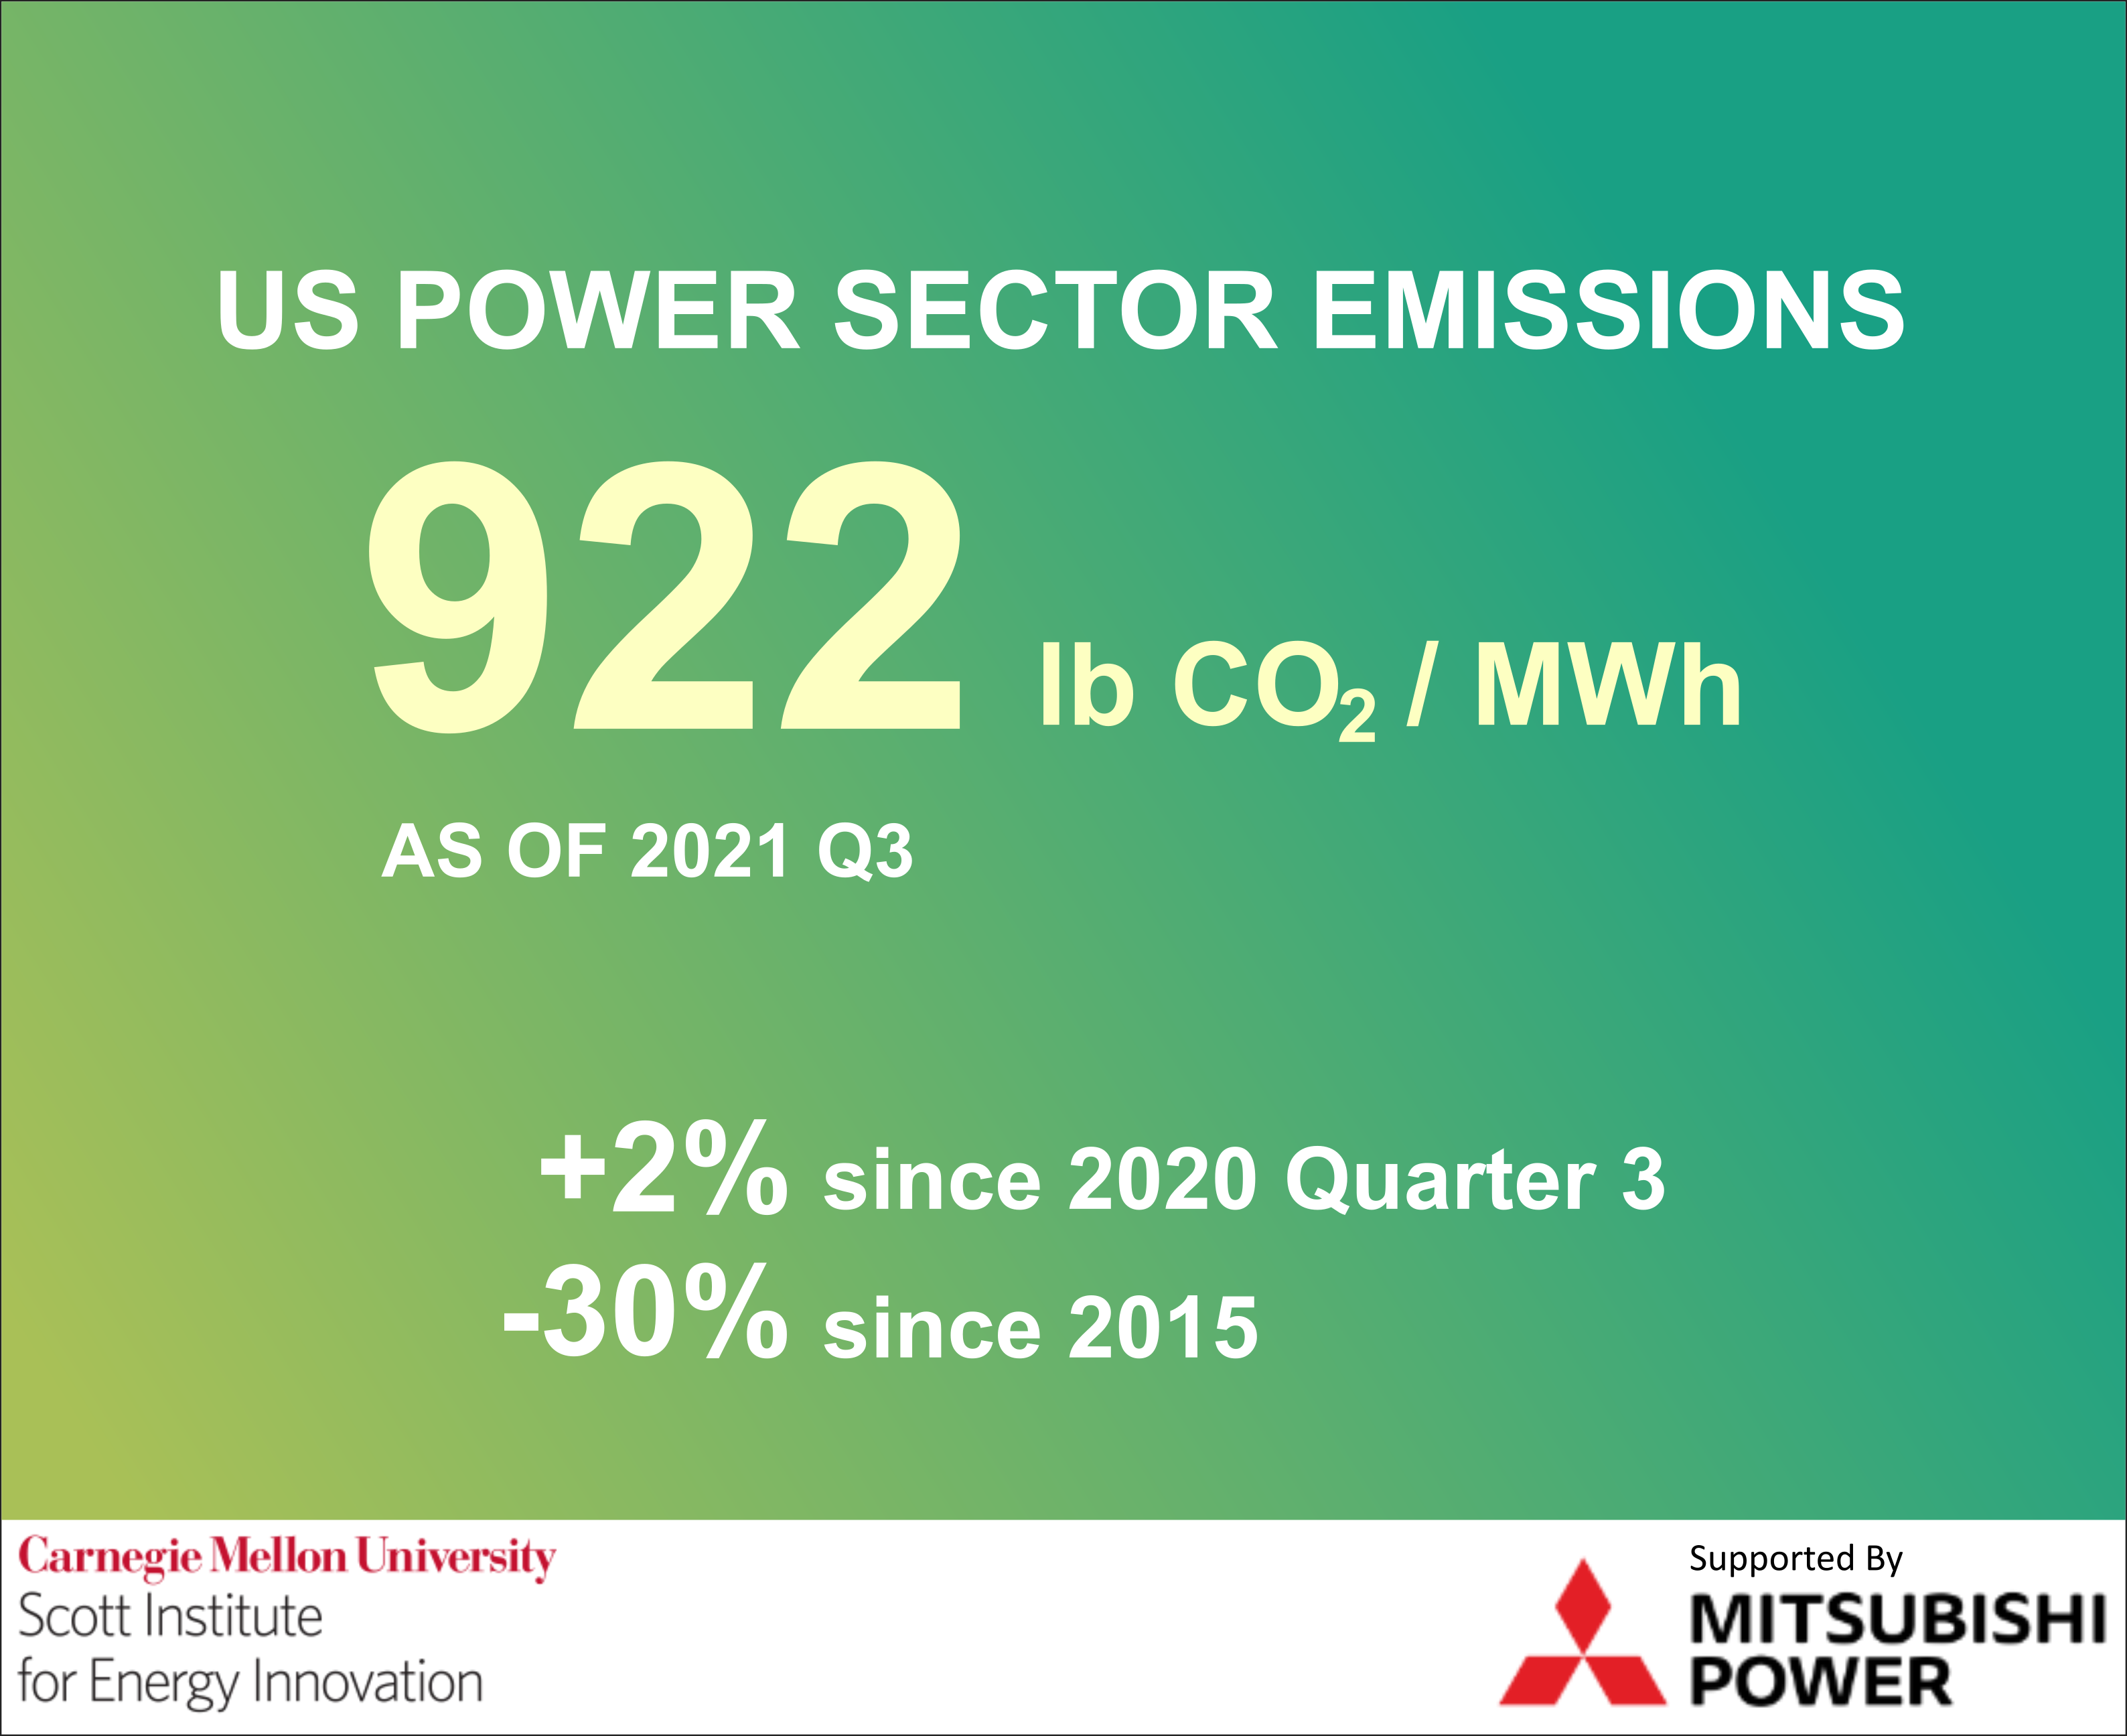 US POWER SECTOR EMISSIONS
922 lb CO₂ / MWh
AS OF 2021 Q3
+2% since 2020 Quarter 3
-30% since 2015
Carnegie Mellon University
Scott Institute
for Energy Innovation
Supported By
MITSUBISHI
POWER